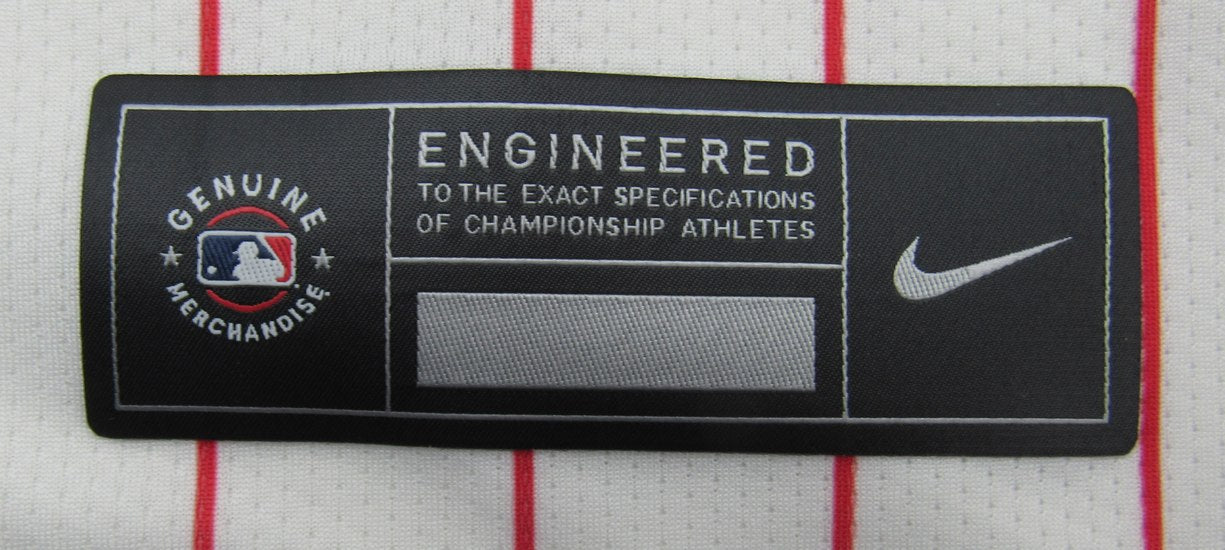 GENUINE
MERCHANDISE
ENGINEERED
TO THE EXACT SPECIFICATIONS
OF CHAMPIONSHIP ATHLETES